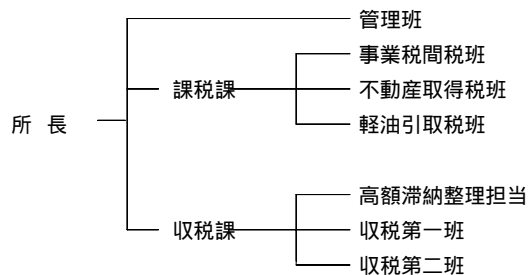 管理班
事業税間税班
課税課 不動産取得税班
軽油引取税班
所 長
高額滞納整理担当
収税課 収税第一班
収税第二班